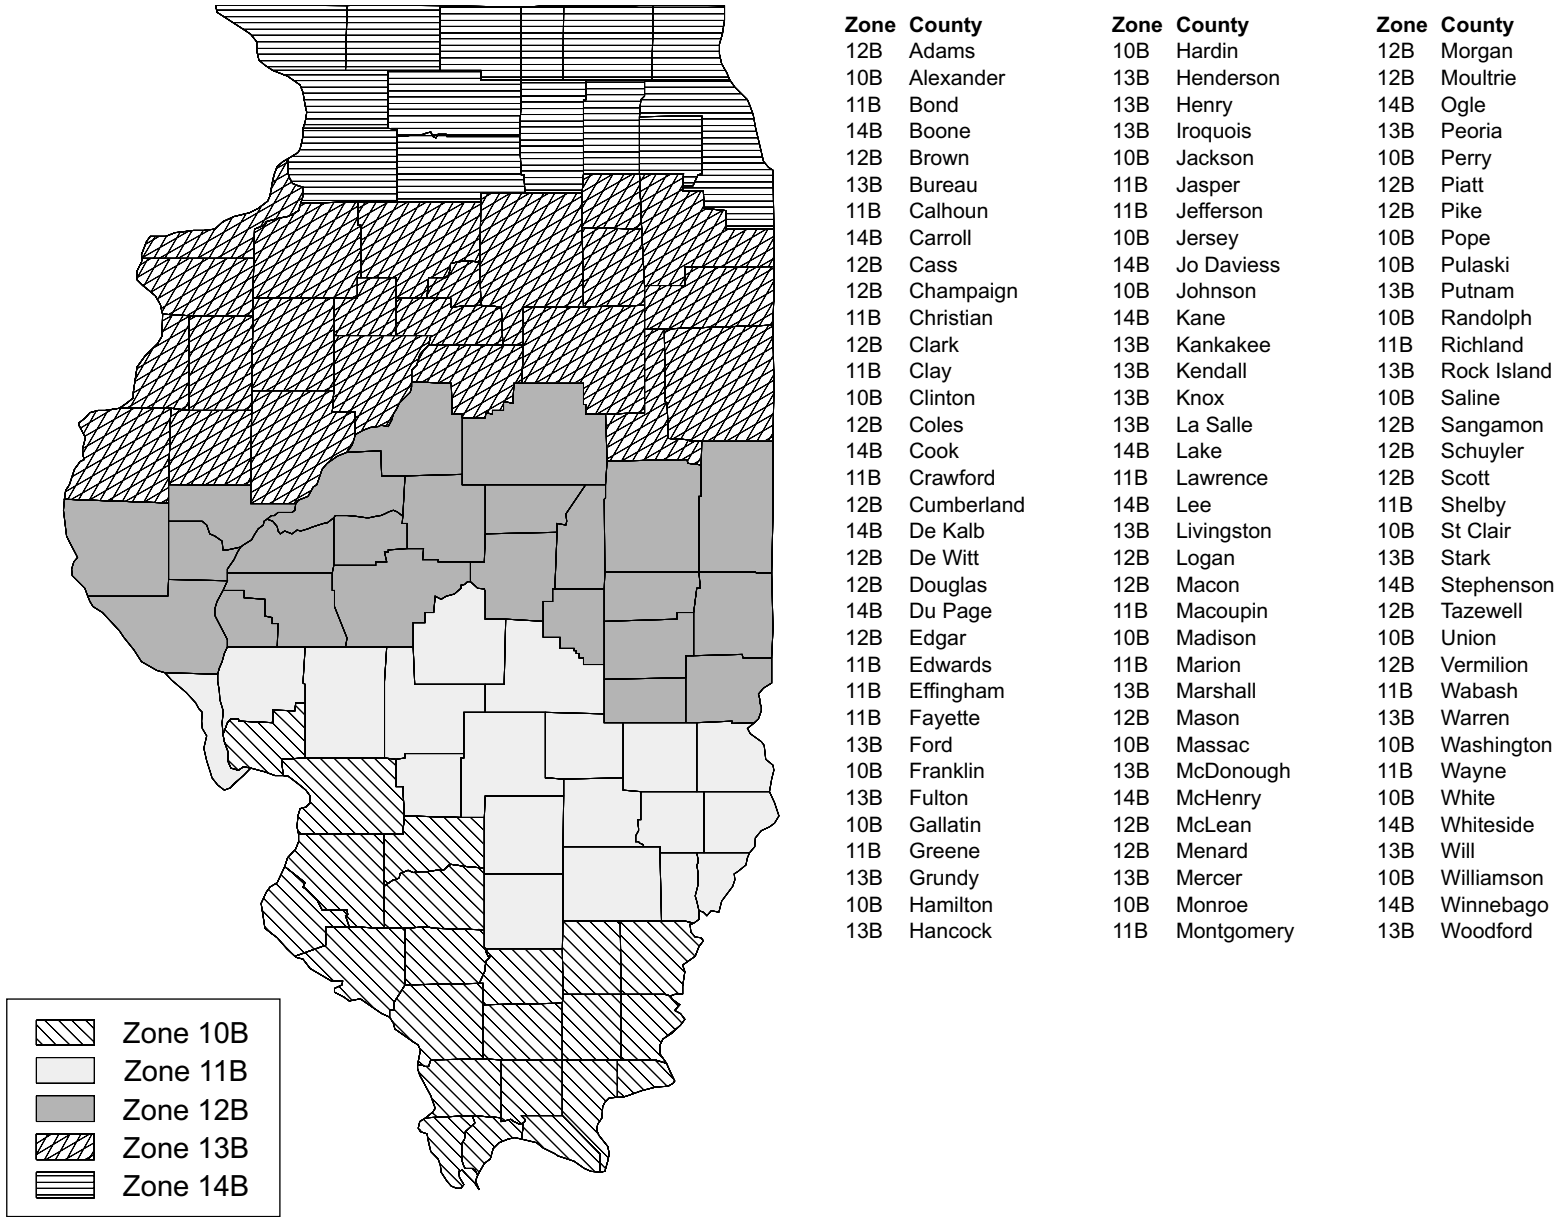 Zone County
12B Adams
10B Alexander
11B Bond
14B Boone
12B Brown
13B Bureau
11B Calhoun
14B Carroll
12B Cass
12B Champaign
11B Christian
12B Clark
11B Clay
10B Clinton
12B Coles
14B Cook
11B Crawford
12B Cumberland
14B De Kalb
12B De Witt
12B Douglas
14B Du Page
12B Edgar
11B Edwards
11B Effingham
11B Fayette
13B Ford
10B Franklin
13B Fulton
10B Gallatin
11B Greene
13B Grundy
10B Hamilton
13B Hancock
Zone County
10B Hardin
13B Henderson
13B Henry
13B Iroquois
10B Jackson
11B Jasper
11B Jefferson
10B Jersey
14B Jo Daviess
10B Johnson
14B Kane
13B Kankakee
13B Kendall
13B Knox
13B La Salle
14B Lake
11B Lawrence
14B Lee
13B Livingston
12B Logan
12B Macon
11B Macoupin
10B Madison
11B Marion
13B Marshall
12B Mason
10B Massac
13B McDonough
14B McHenry
12B McLean
12B Menard
13B Mercer
10B Monroe
11B Montgomery
Zone County
12B Morgan
12B Moultrie
14B Ogle
13B Peoria
10B Perry
12B Piatt
12B Pike
10B Pope
10B Pulaski
13B Putnam
10B Randolph
11B Richland
13B Rock Island
10B Saline
12B Sangamon
12B Schuyler
12B Scott
11B Shelby
10B St Clair
13B Stark
14B Stephenson
12B Tazewell
10B Union
12B Vermilion
11B Wabash
13B Warren
10B Washington
11B Wayne
10B White
14B Whiteside
13B Will
10B Williamson
14B Winnebago
13B Woodford
Zone 10B
Zone 11B
Zone 12B
Zone 13B
Zone 14B